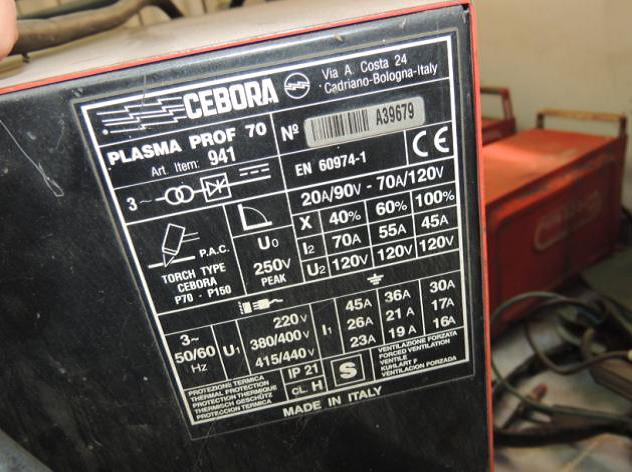 CEBORA
Via A. Costa 24
Cadriano-Bologna-Italy
PLASMA PROF 70
Art. Item: 941
Nº A39679
EN 60974-1
CE
3~
20A/90V - 70A/120V
X 40% 60% 100%
I2 70A 55A 45A
U2 120V 120V 120V
U0
250V
PEAK
P.A.C.
TORCH TYPE
CEBORA
P70 - P150
3~
50/60
Hz
U1
220V
380/400V
415/440V
I1
45A 36A 30A
26A 21A 17A
23A 19A 16A
PROTEZIONE TERMICA
THERMAL PROTECTION
PROTECTION THERMIQUE
THERMISCH GESCHÜTZ
PROTECCION TERMICA
IP 21
CL. H
S
VENTILAZIONE FORZATA
FORCED VENTILATION
VENTILE
KUHLART F
VENTILACION FORZADA
MADE IN ITALY